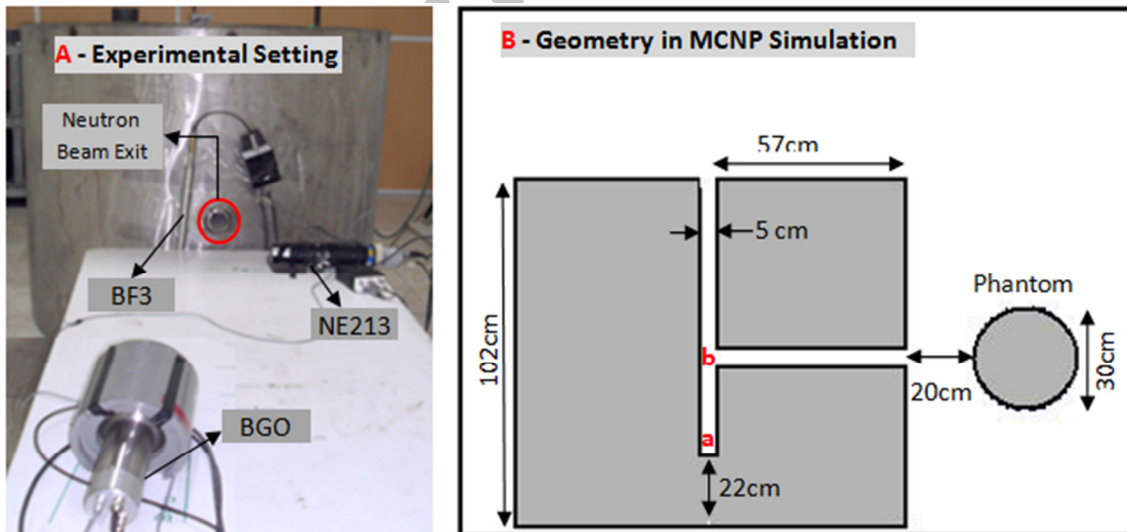 A - Experimental Setting
Neutron
Beam Exit
BF3
NE213
BGO
B - Geometry in MCNP Simulation
57cm
5 cm
102cm
Phantom
b
20cm
30cm
a
22cm